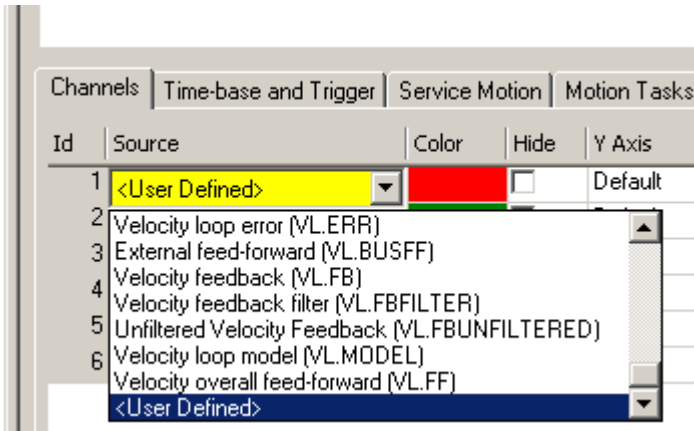 Channels Time-base and Trigger Service Motion Motion Tasks
Id Source Color Hide Y Axis
1 <User Defined> Default
2 Velocity loop error (VL.ERR)
3 External feed-forward (VL.BUSFF)
Velocity feedback (VL.FB)
4 Velocity feedback filter (VL.FBFILTER)
5 Unfiltered Velocity Feedback (VL.FBUNFILTERED)
6 Velocity loop model (VL.MODEL)
Velocity overall feed-forward (VL.FF)
<User Defined>